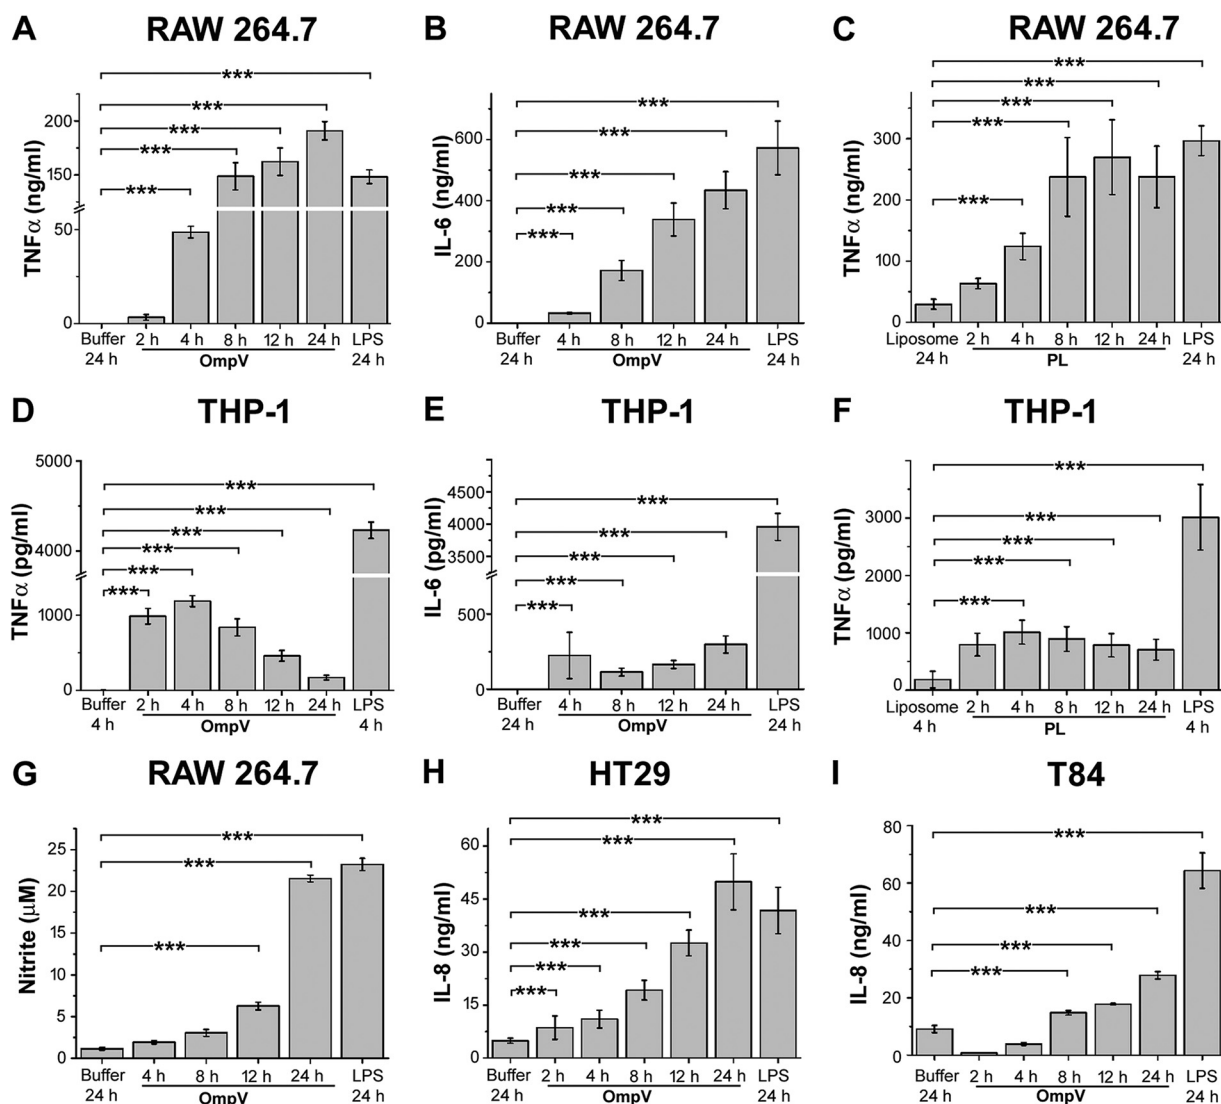 A RAW 264.7
TNFα (ng/ml)
*** *** *** *** ***
200
150
50
0
Buffer 2 h 4 h 8 h 12 h 24 h LPS
24 h OmpV 24 h
B RAW 264.7
IL-6 (ng/ml)
*** *** *** *** ***
600
400
200
0
Buffer 4 h 8 h 12 h 24 h LPS
24 h OmpV 24 h
C RAW 264.7
TNFα (ng/ml)
*** *** *** *** ***
300
200
100
0
Liposome 2 h 4 h 8 h 12 h 24 h LPS
24 h PL 24 h
D THP-1
TNFα (pg/ml)
*** *** *** *** *** ***
5000
4000
1000
0
Buffer 2 h 4 h 8 h 12 h 24 h LPS
4 h OmpV 4 h
E THP-1
IL-6 (pg/ml)
*** *** *** *** ***
4500
4000
3500
500
0
Buffer 4 h 8 h 12 h 24 h LPS
24 h OmpV 24 h
F THP-1
TNFα (pg/ml)
*** *** *** *** ***
3000
2000
1000
0
Liposome 2 h 4 h 8 h 12 h 24 h LPS
4 h PL 4 h
G RAW 264.7
Nitrite (μM)
*** *** ***
25
20
15
10
5
0
Buffer 4 h 8 h 12 h 24 h LPS
24 h OmpV 24 h
H HT29
IL-8 (ng/ml)
*** *** *** *** *** ***
60
45
30
15
0
Buffer 2 h 4 h 8 h 12 h 24 h LPS
24 h OmpV 24 h
I T84
IL-8 (ng/ml)
*** *** *** ***
80
60
40
20
0
Buffer 2 h 4 h 8 h 12 h 24 h LPS
24 h OmpV 24 h